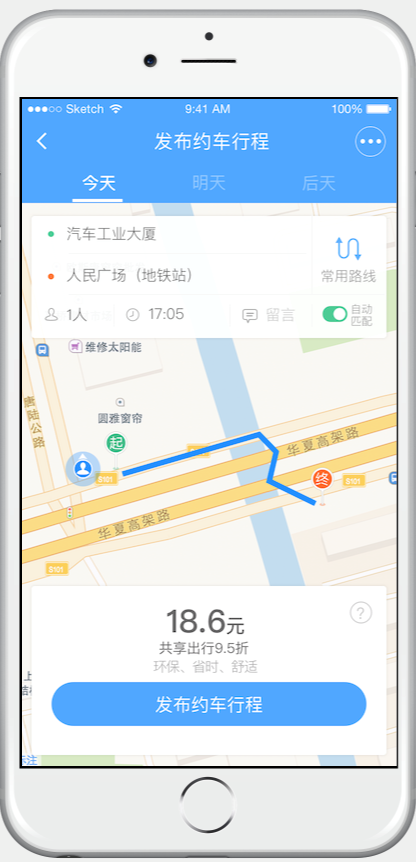 Sketch 9:41 AM 100%
发布约车行程
今天 明天 后天
汽车工业大厦
人民广场（地铁站）
常用路线
1人 17:05 留言 自动
匹配
维修太阳能
圆雅窗帘
唐陆公路
起
华夏高架路
S101
终
S101
S101
华夏高架路
S101
18.6元
?
共享出行9.5折
环保、省时、舒适
发布约车行程